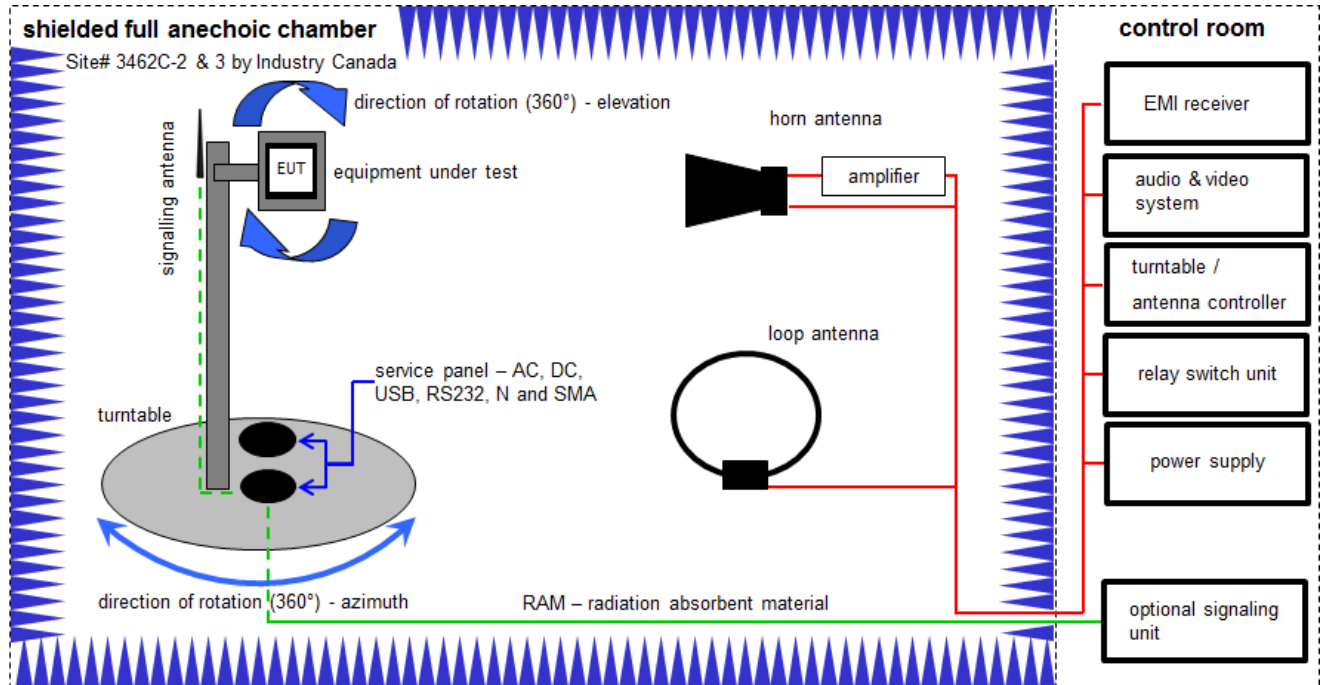 shielded full anechoic chamber
Site# 3462C-2 & 3 by Industry Canada
direction of rotation (360°) - elevation
signalling antenna
EUT
equipment under test
horn antenna
amplifier
loop antenna
service panel – AC, DC,
USB, RS232, N and SMA
turntable
direction of rotation (360°) - azimuth
RAM – radiation absorbent material
control room
EMI receiver
audio & video
system
turntable /
antenna controller
relay switch unit
power supply
optional signaling
unit